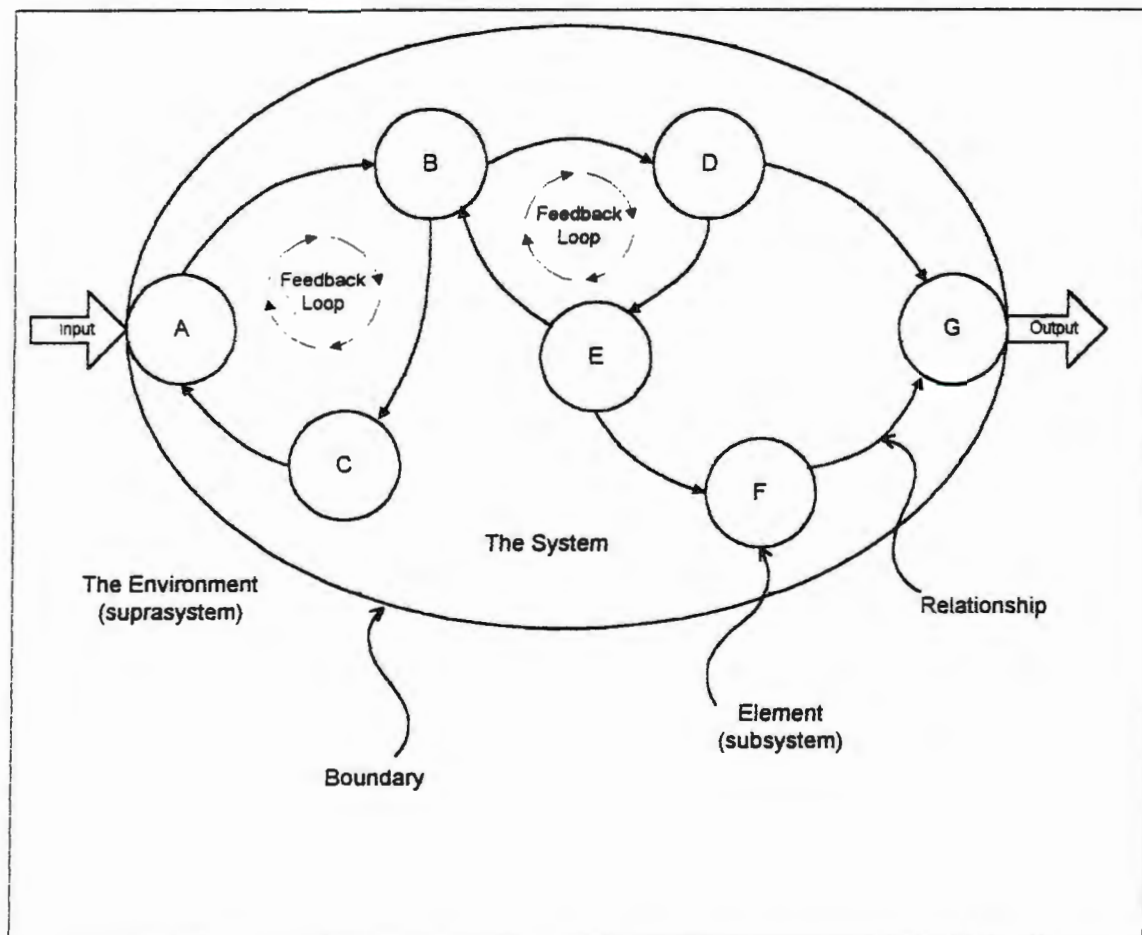 B
D
Feedback
Loop
Feedback
Loop
Input
A
G
Output
E
C
F
The System
The Environment
(suprasystem)
Relationship
Element
(subsystem)
Boundary